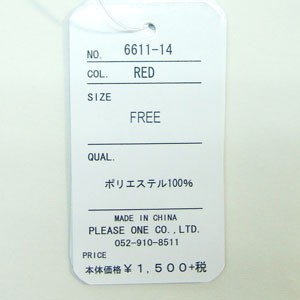 NO. 6611-14
COL. RED
SIZE
FREE
QUAL.
ポリエステル100%
MADE IN CHINA
PLEASE ONE CO.,LTD.
052-910-8511
PRICE
本体価格¥1,500+税